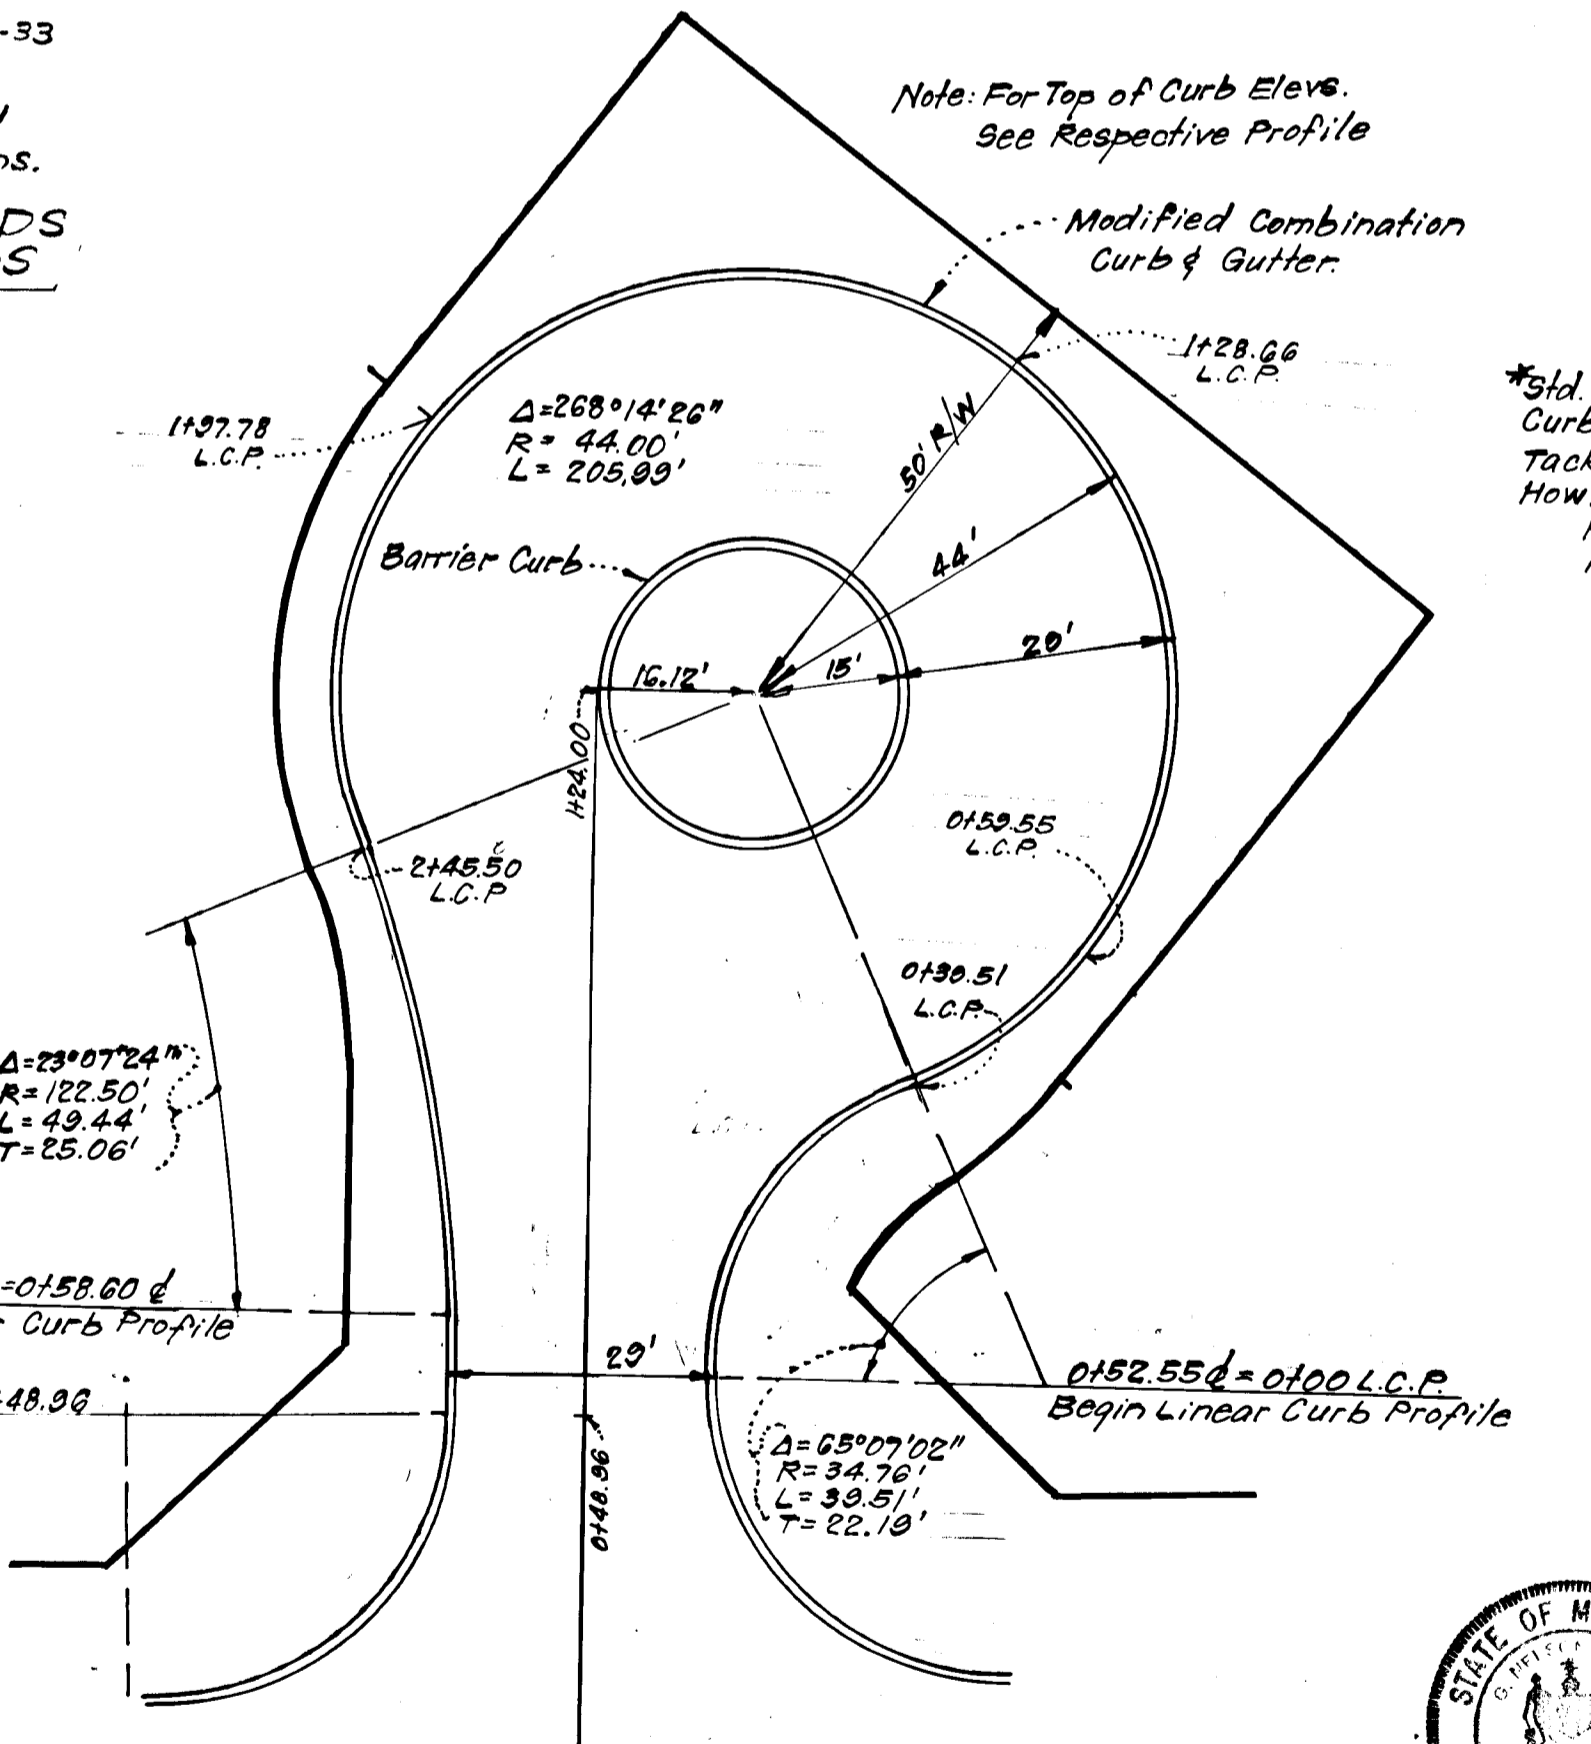 -33
DS
Note: For Top of Curb Elevs.
See Respective Profile
Modified Combination
Curb & Gutter.
1+28.66
L.C.P.
*Std.
Curb
Tack
How.
1+97.78
L.C.P.
Δ=268°14'26"
R= 44.00'
L= 205.99'
50' R/W
44'
Barrier Curb
16.12'
15'
29'
1+24.00
0+59.55
L.C.P.
2+45.50
L.C.P
0+39.51
L.C.P.
Δ=23°07'24"
R=122.50'
L=49.44'
T=25.06'
=0+58.60 ℄
Curb Profile
29'
48.96
0+48.96
0+52.55 ℄ = 0+00 L.C.P.
Begin Linear Curb Profile
Δ=65°07'02"
R=34.76'
L=39.51'
T=22.19'
STATE OF M
G. NELSON